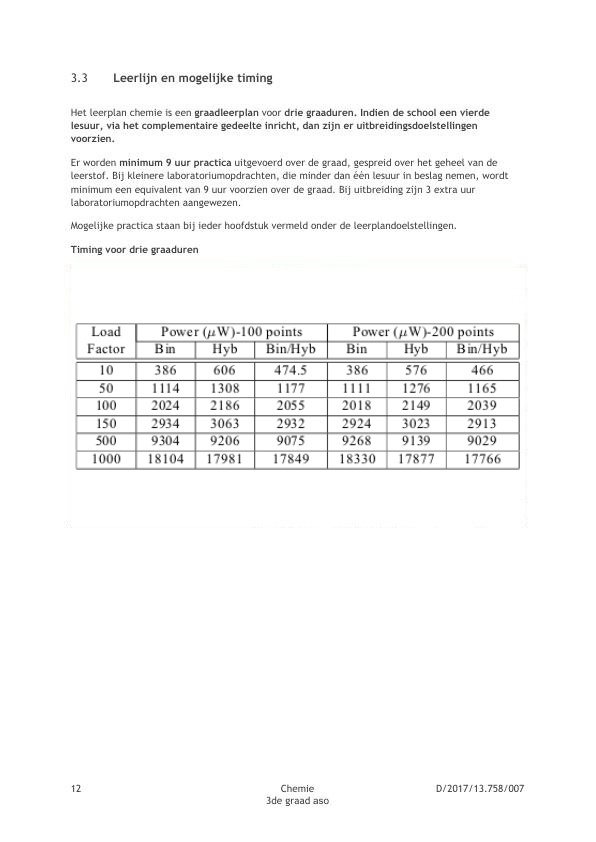 3.3 Leerlijn en mogelijke timing
Het leerplan chemie is een graadleerplan voor drie graaduren. Indien de school een vierde
lesuur, via het complementaire gedeelte inricht, dan zijn er uitbreidingsdoelstellingen
voorzien.
Er worden minimum 9 uur practica uitgevoerd over de graad, gespreid over het geheel van de
leerstof. Bij kleinere laboratoriumopdrachten, die minder dan één lesuur in beslag nemen, wordt
minimum een equivalent van 9 uur voorzien over de graad. Bij uitbreiding zijn 3 extra uur
laboratoriumopdrachten aangewezen.
Mogelijke practica staan bij ieder hoofdstuk vermeld onder de leerplandoelstellingen.
Timing voor drie graaduren
Load Power (μW)-100 points Power (μW)-200 points
Factor Bin Hyb Bin/Hyb Bin Hyb Bin/Hyb
10 386 606 474.5 386 576 466
50 1114 1308 1177 1111 1276 1165
100 2024 2186 2055 2018 2149 2039
150 2934 3063 2932 2924 3023 2913
500 9304 9206 9075 9268 9139 9029
1000 18104 17981 17849 18330 17877 17766
12 Chemie D/2017/13.758/007
3de graad aso